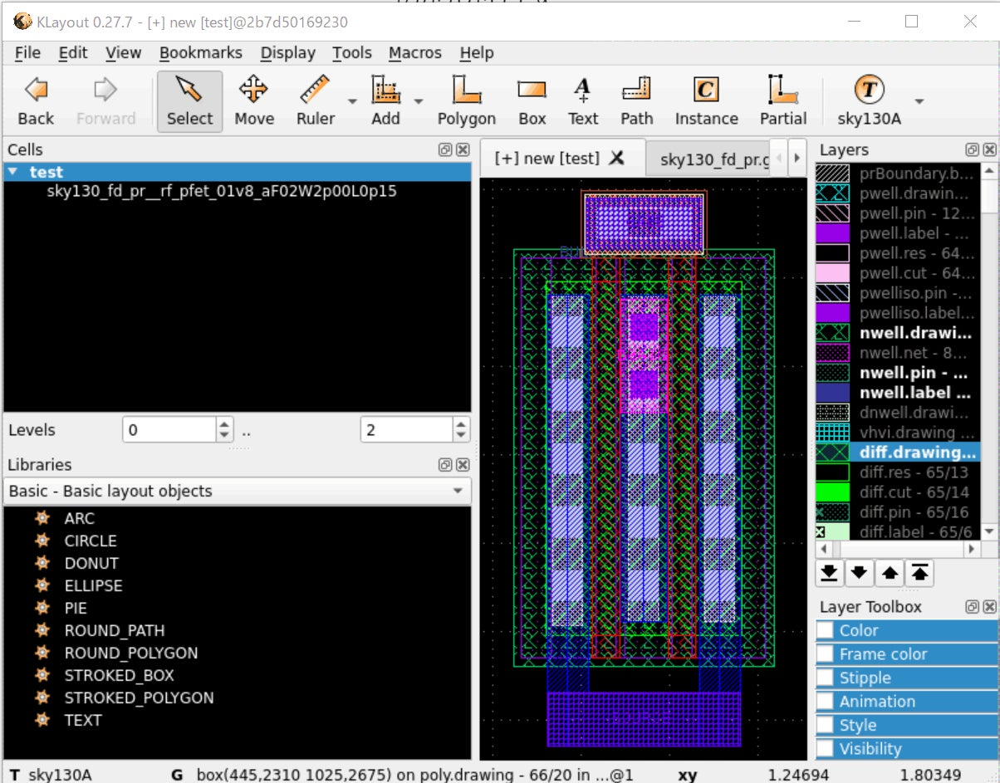 KLayout 0.27.7 - [+] new [test]@2b7d50169230
File Edit View Bookmarks Display Tools Macros Help
Back Forward Select Move Ruler Add Polygon Box Text Path Instance Partial sky130A
Cells
test
sky130_fd_pr__rf_pfet_01v8_aF02W2p00L0p15
Levels 0 .. 2
Libraries
Basic - Basic layout objects
ARC
CIRCLE
DONUT
ELLIPSE
PIE
ROUND_PATH
ROUND_POLYGON
STROKED_BOX
STROKED_POLYGON
TEXT
[+] new [test] sky130_fd_pr.g
SOURCE
Layers
prBoundary.b...
pwell.drawin...
pwell.pin - 12...
pwell.label - ...
pwell.res - 64...
pwell.cut - 64...
pwelliso.pin -...
pwelliso.label...
nwell.drawi...
nwell.net - 8...
nwell.pin - ...
nwell.label ...
dnwell.drawi...
vhvi.drawing ...
diff.drawing...
diff.res - 65/13
diff.cut - 65/14
diff.pin - 65/16
diff.label - 65/6
Layer Toolbox
Color
Frame color
Stipple
Animation
Style
Visibility
T sky130A G box(445,2310 1025,2675) on poly.drawing - 66/20 in ...@1 xy 1.24694 1.80349